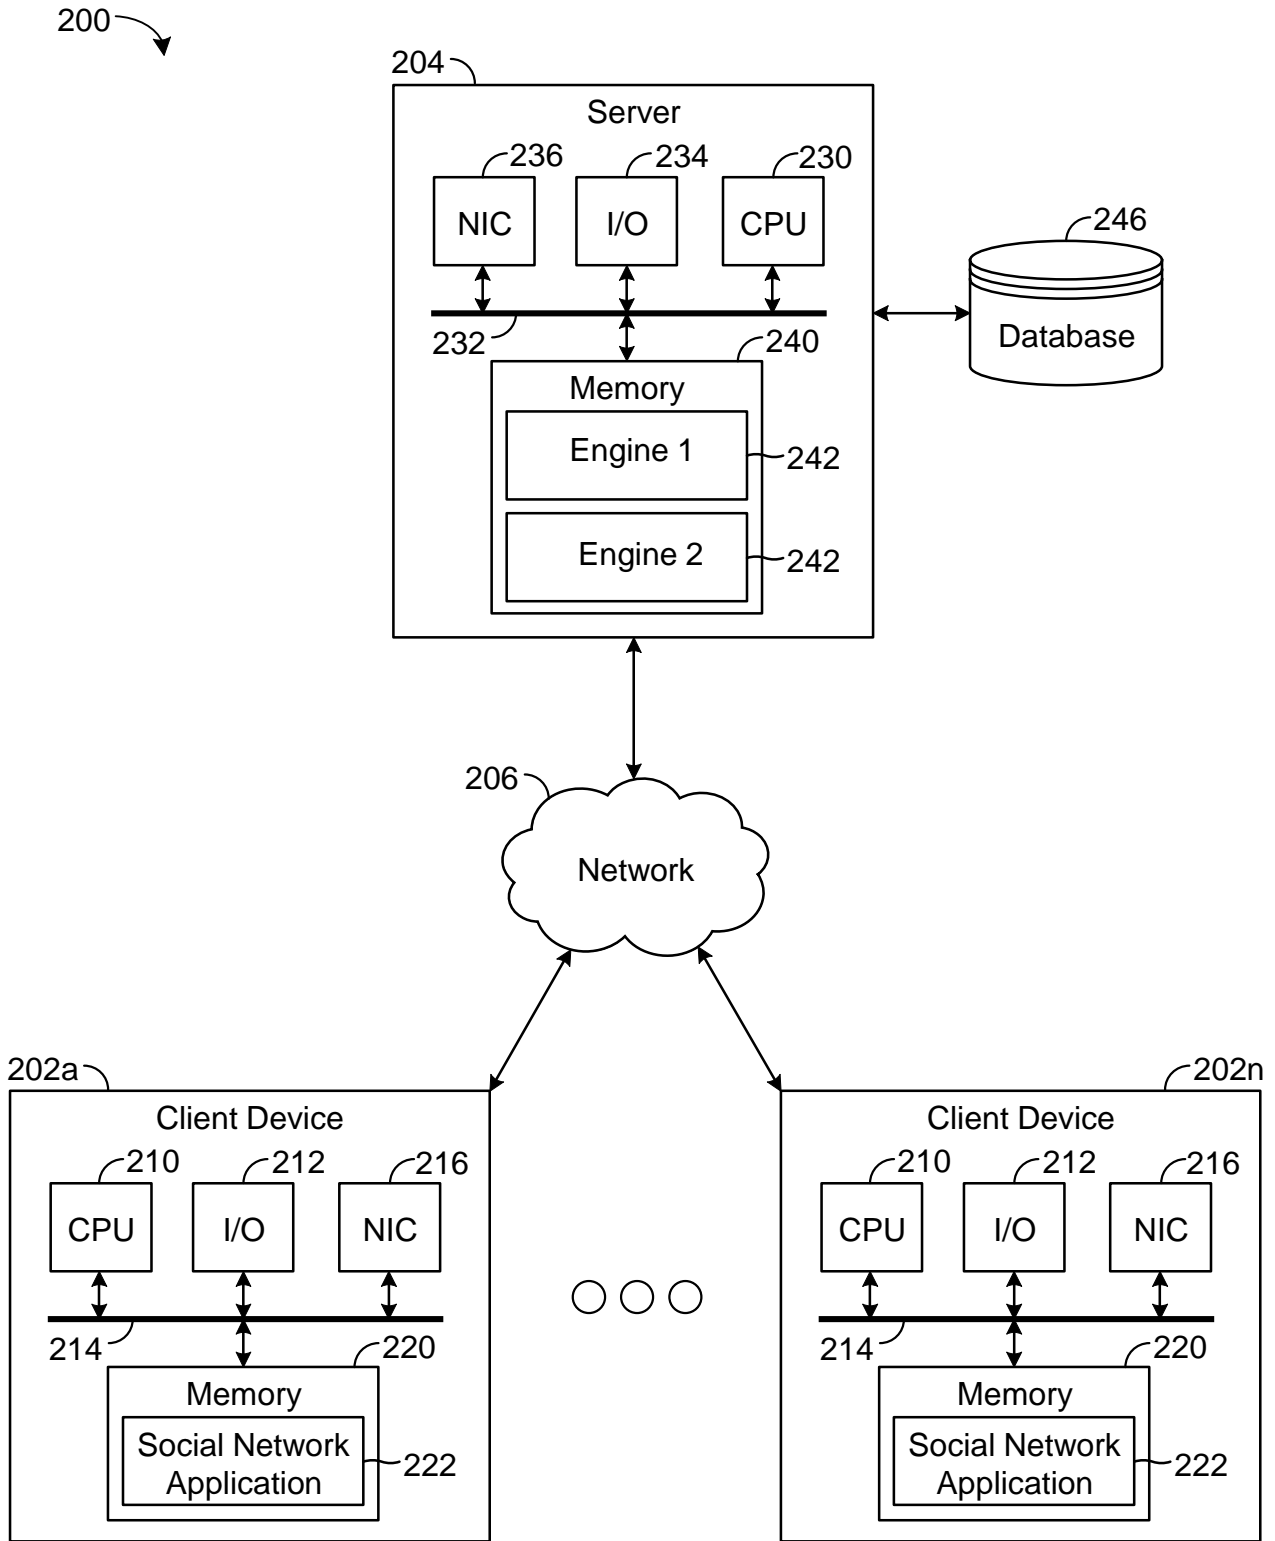 200
204
Server
236
234
230
NIC
I/O
CPU
246
232
240
Database
Memory
Engine 1
242
Engine 2
242
206
Network
202a
202n
Client Device
Client Device
210
212
216
210
212
216
CPU
I/O
NIC
CPU
I/O
NIC
214
220
214
220
Memory
Memory
Social Network
Application
222
Social Network
Application
222